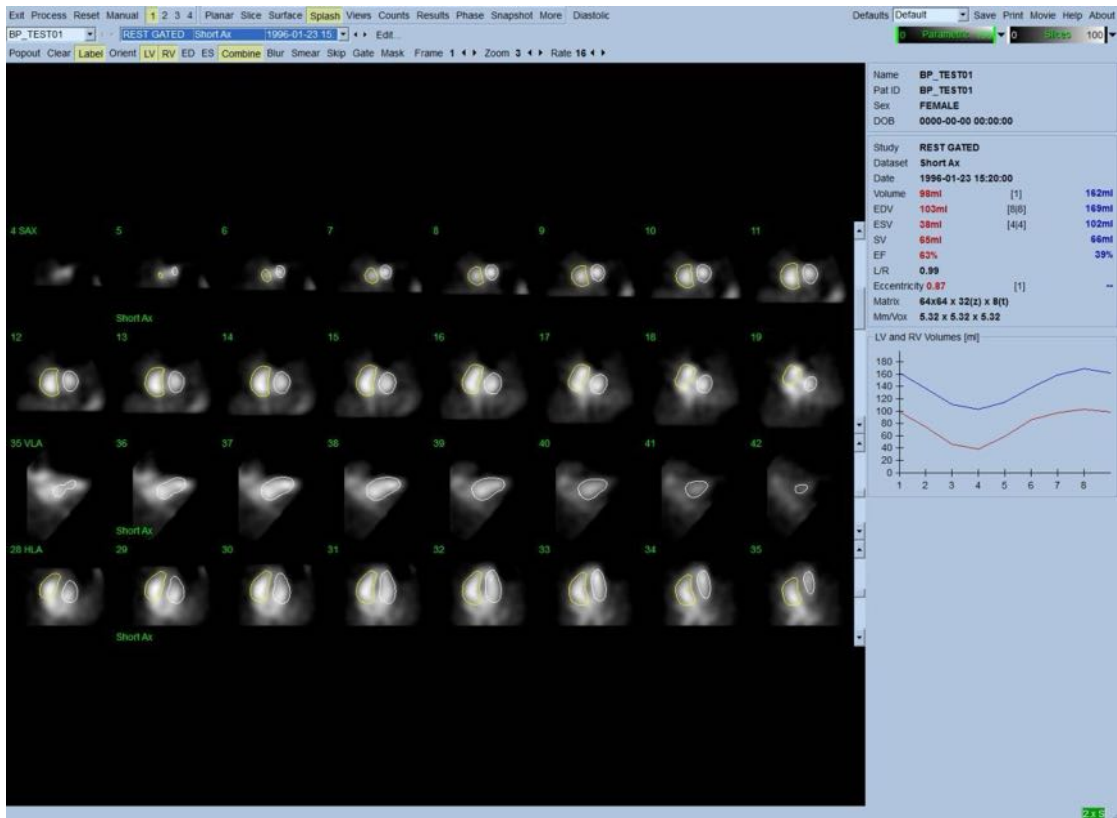 Exit Process Reset Manual 1 2 3 4 Planar Slice Surface Splash Views Counts Results Phase Snapshot More Diastolic Defaults Default Save Print Movie Help About
BP_TEST01 REST GATED Short Ax 1996-01-23 15: Edit... 0 Parametric 0 Slices 100
Popout Clear Label Orient LV RV ED ES Combine Blur Smear Skip Gate Mask Frame 1 Zoom 3 Rate 16
Name BP_TEST01
Pat ID BP_TEST01
Sex FEMALE
DOB 0000-00-00 00:00:00
Study REST GATED
Dataset Short Ax
Date 1996-01-23 15:20:00
Volume 98ml [1] 162ml
EDV 103ml [8|8] 169ml
ESV 38ml [4|4] 102ml
SV 65ml 66ml
EF 63% 39%
L/R 0.99
Eccentricity 0.87 [1] --
Matrix 64x64 x 32(z) x 8(t)
Mm/Vox 5.32 x 5.32 x 5.32
LV and RV Volumes [ml]
180
160
140
120
100
80
60
40
20
0
1 2 3 4 5 6 7 8
4 SAX 5 6 7 8 9 10 11
Short Ax
12 13 14 15 16 17 18 19
35 VLA 36 37 38 39 40 41 42
Short Ax
28 HLA 29 30 31 32 33 34 35
Short Ax
2 x S